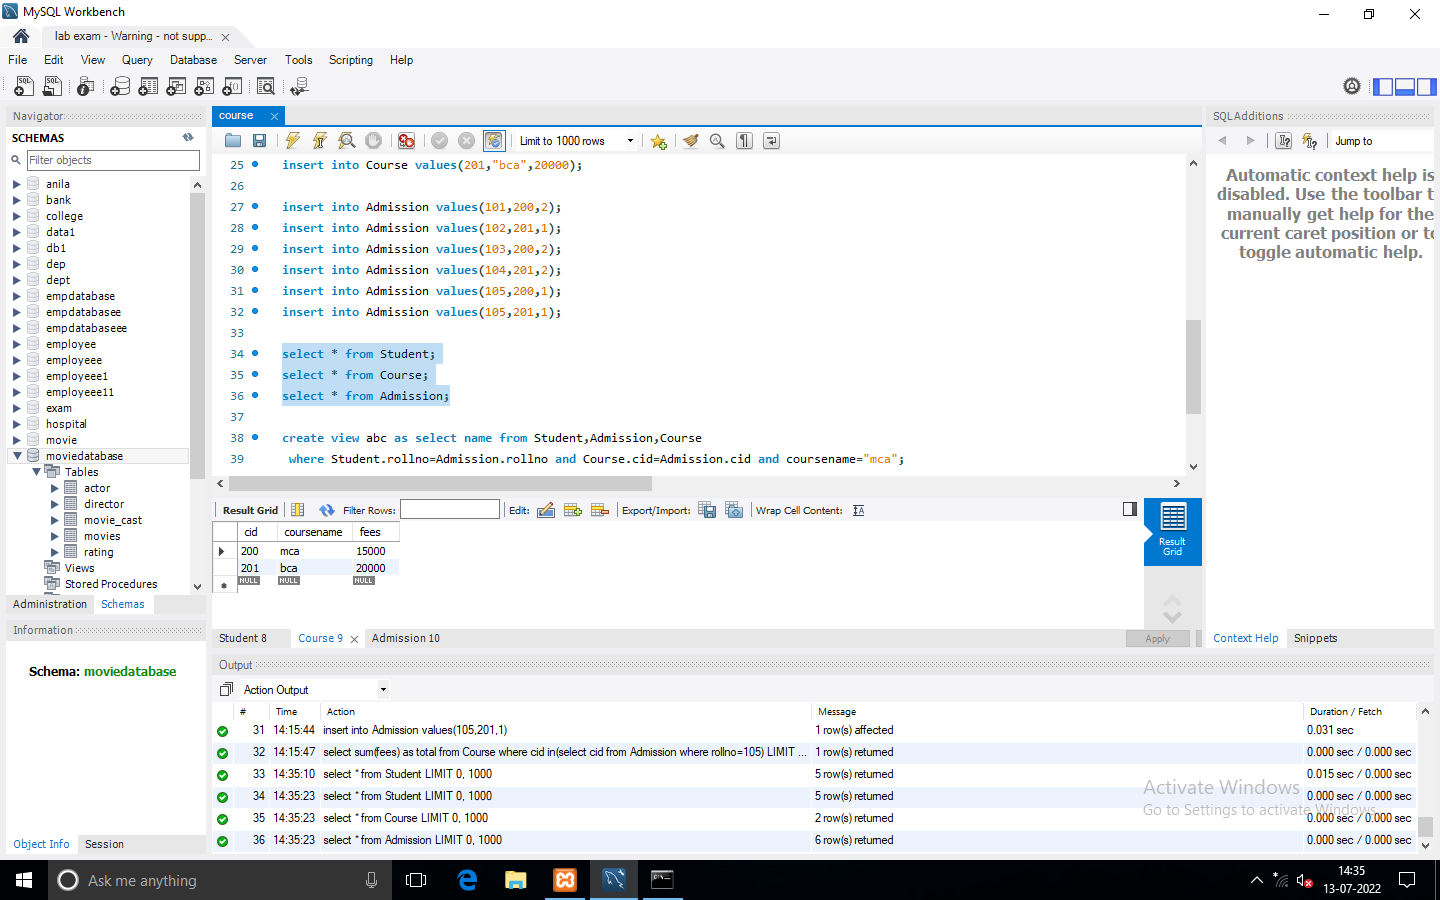 MySQL Workbench
lab exam - Warning - not supp...
File Edit View Query Database Server Tools Scripting Help
Navigator
SCHEMAS
Filter objects
anila
bank
college
data1
db1
dep
dept
empdatabase
empdatabasee
empdatabaseee
employee
employeee
employeee1
employeee11
exam
hospital
movie
moviedatabase
Tables
actor
director
movie_cast
movies
rating
Views
Stored Procedures
Administration Schemas
Information
Schema: moviedatabase
Object Info Session
course
Limit to 1000 rows
25 insert into Course values(201,"bca",20000);
26
27 insert into Admission values(101,200,2);
28 insert into Admission values(102,201,1);
29 insert into Admission values(103,200,2);
30 insert into Admission values(104,201,2);
31 insert into Admission values(105,200,1);
32 insert into Admission values(105,201,1);
33
34 select * from Student;
35 select * from Course;
36 select * from Admission;
37
38 create view abc as select name from Student,Admission,Course
39 where Student.rollno=Admission.rollno and Course.cid=Admission.cid and coursename="mca";
Result Grid Filter Rows: Edit: Export/Import: Wrap Cell Content: IA
cid coursename fees
200 mca 15000
201 bca 20000
NULL NULL NULL
Result
Grid
Student 8 Course 9 Admission 10
Apply
SQLAdditions
Jump to
Automatic context help is
disabled. Use the toolbar t
manually get help for the
current caret position or to
toggle automatic help.
Context Help Snippets
Output
Action Output
# Time Action Message Duration / Fetch
31 14:15:44 insert into Admission values(105,201,1) 1 row(s) affected 0.031 sec
32 14:15:47 select sum(fees) as total from Course where cid in(select cid from Admission where rollno=105) LIMIT ... 1 row(s) returned 0.000 sec / 0.000 sec
33 14:35:10 select * from Student LIMIT 0, 1000 5 row(s) returned 0.015 sec / 0.000 sec
34 14:35:23 select * from Student LIMIT 0, 1000 5 row(s) returned 0.000 sec / 0.000 sec
35 14:35:23 select * from Course LIMIT 0, 1000 2 row(s) returned 0.000 sec / 0.000 sec
36 14:35:23 select * from Admission LIMIT 0, 1000 6 row(s) returned 0.000 sec / 0.000 sec
Activate Windows
Go to Settings to activate Windows.
Ask me anything
14:35
13-07-2022